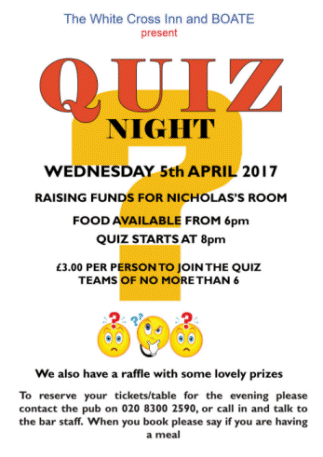 The White Cross Inn and BOATE
present
QUIZ
NIGHT
WEDNESDAY 5th APRIL 2017
RAISING FUNDS FOR NICHOLAS'S ROOM
FOOD AVAILABLE FROM 6pm
QUIZ STARTS AT 8pm
£3.00 PER PERSON TO JOIN THE QUIZ
TEAMS OF NO MORE THAN 6
We also have a raffle with some lovely prizes
To reserve your tickets/table for the evening please
contact the pub on 020 8300 2590, or call in and talk to
the bar staff. When you book please say if you are having
a meal